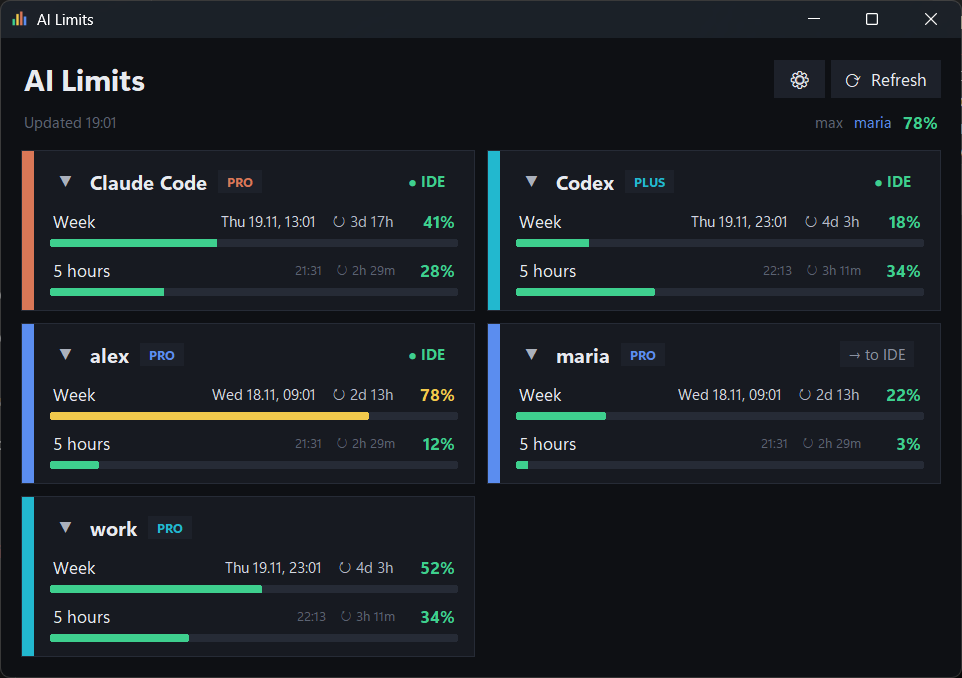 AI Limits
AI Limits
Refresh
Updated 19:01
max maria 78%
▼ Claude Code PRO ● IDE
Week Thu 19.11, 13:01 ↻ 3d 17h 41%
5 hours 21:31 ↻ 2h 29m 28%
▼ Codex PLUS ● IDE
Week Thu 19.11, 23:01 ↻ 4d 3h 18%
5 hours 22:13 ↻ 3h 11m 34%
▼ alex PRO ● IDE
Week Wed 18.11, 09:01 ↻ 2d 13h 78%
5 hours 21:31 ↻ 2h 29m 12%
▼ maria PRO → to IDE
Week Wed 18.11, 09:01 ↻ 2d 13h 22%
5 hours 21:31 ↻ 2h 29m 3%
▼ work PRO
Week Thu 19.11, 23:01 ↻ 4d 3h 52%
5 hours 22:13 ↻ 3h 11m 34%